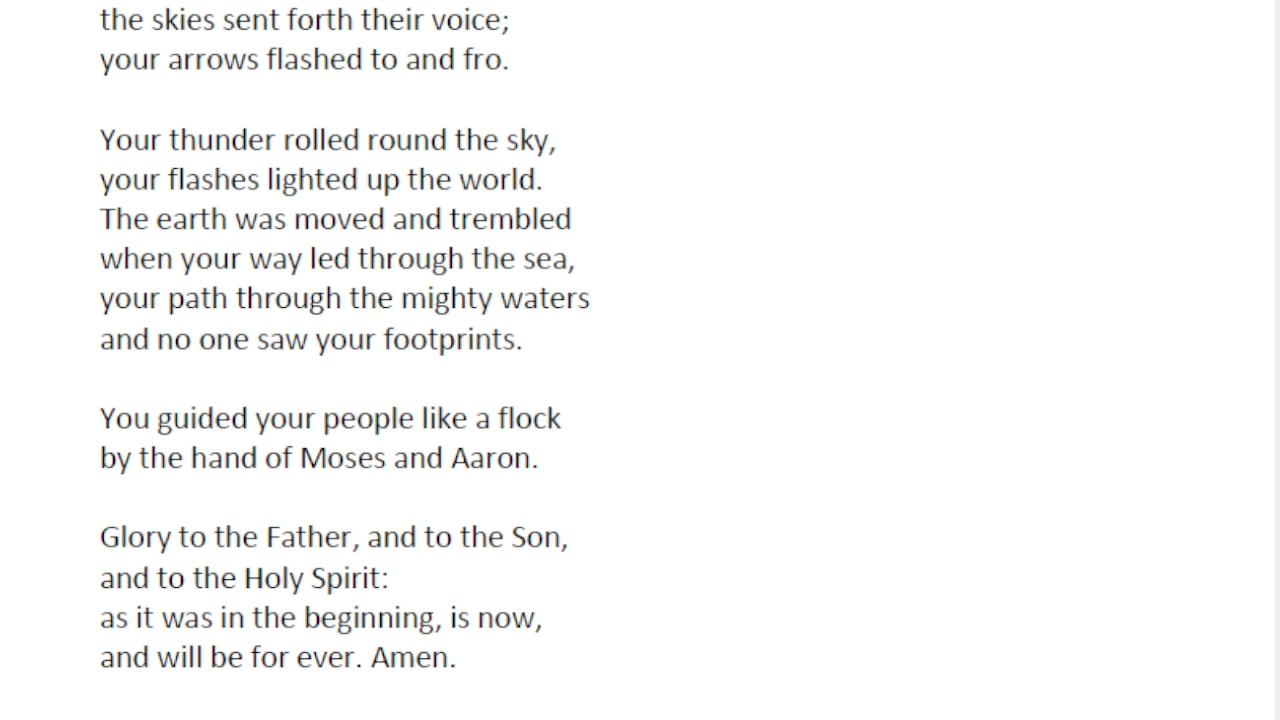 the skies sent forth their voice;
your arrows flashed to and fro.
Your thunder rolled round the sky,
your flashes lighted up the world.
The earth was moved and trembled
when your way led through the sea,
your path through the mighty waters
and no one saw your footprints.
You guided your people like a flock
by the hand of Moses and Aaron.
Glory to the Father, and to the Son,
and to the Holy Spirit:
as it was in the beginning, is now,
and will be for ever. Amen.